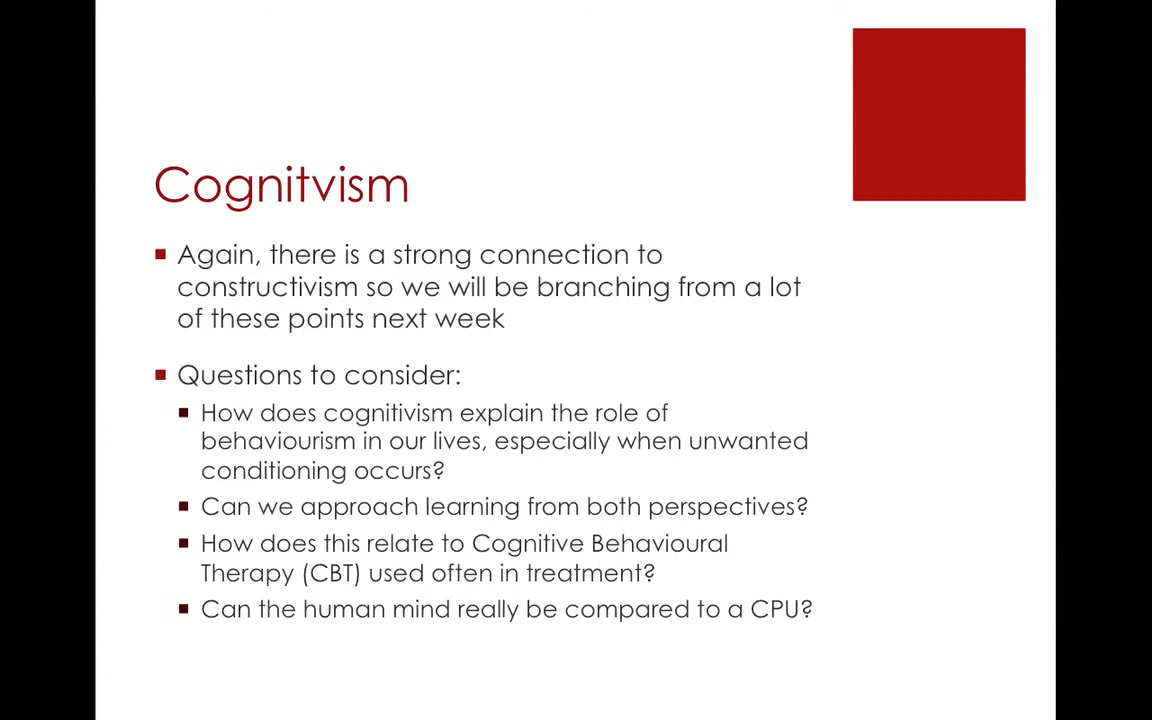 Cognitvism
Again, there is a strong connection to
constructivism so we will be branching from a lot
of these points next week
Questions to consider:
How does cognitivism explain the role of
behaviourism in our lives, especially when unwanted
conditioning occurs?
Can we approach learning from both perspectives?
How does this relate to Cognitive Behavioural
Therapy (CBT) used often in treatment?
Can the human mind really be compared to a CPU?